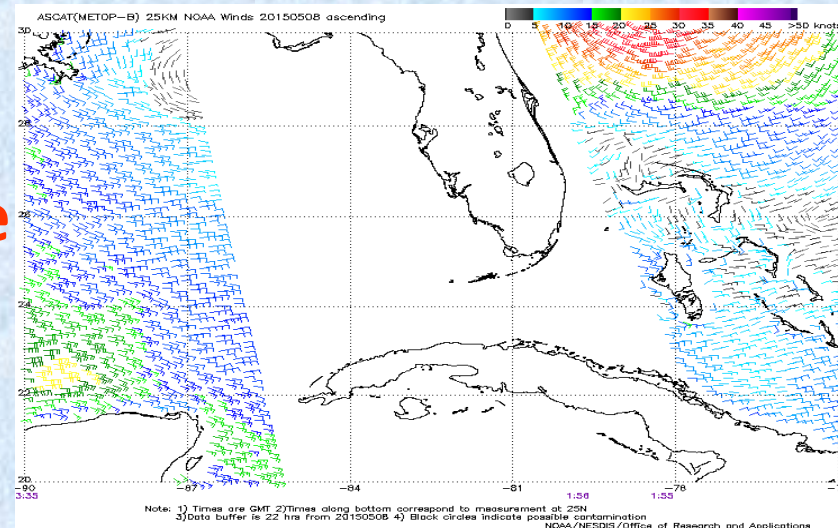 ASCAT(METOP-B) 25KM NOAA Winds 20150508 ascending
0 5 10 15 20 25 30 35 40 45 >50 knots
30
28
e
26
24
22
20
-90 -87 -84 -81 -78
3:35 1:56 1:55
Note: 1) Times are GMT 2)Times along bottom correspond to measurement at 25N
3)Data buffer is 22 hrs from 20150508 4) Black circles indicate possible contamination
NOAA/NESDIS/Office of Research and Applications